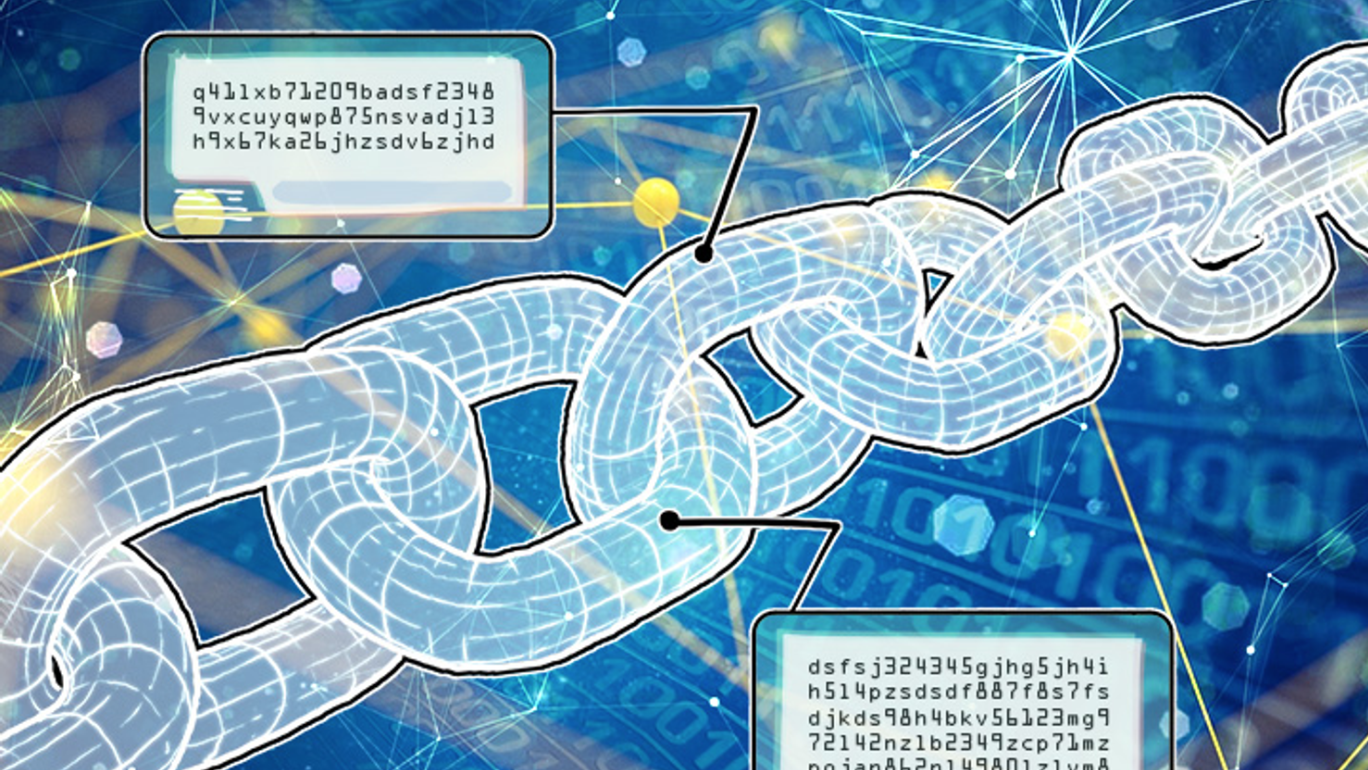 q411xb71209badsf2348
9vxcuyqwp875nsvadj13
h9x67ka26jhzsdv6zjhd
dsfsj324345gjhg5jh4i
h514pzsdsdf887f8s7fs
djkds98h4bkv56123mg9
72142nz1b2349zcp71mz